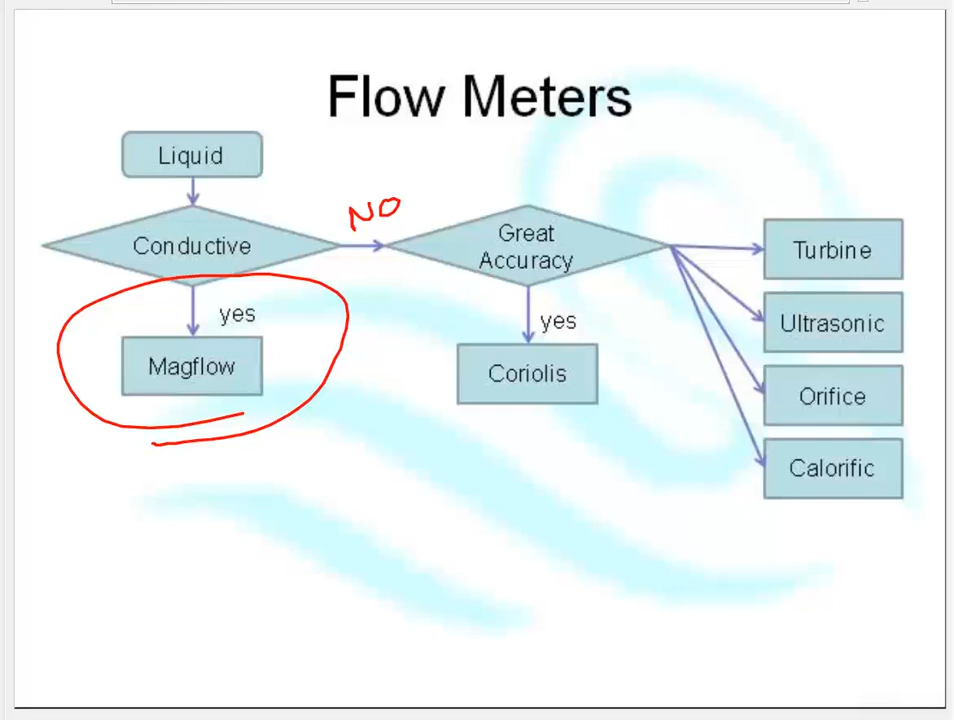 Flow Meters
Liquid
Conductive
NO
Great
Accuracy
yes
Magflow
yes
Coriolis
Turbine
Ultrasonic
Orifice
Calorific